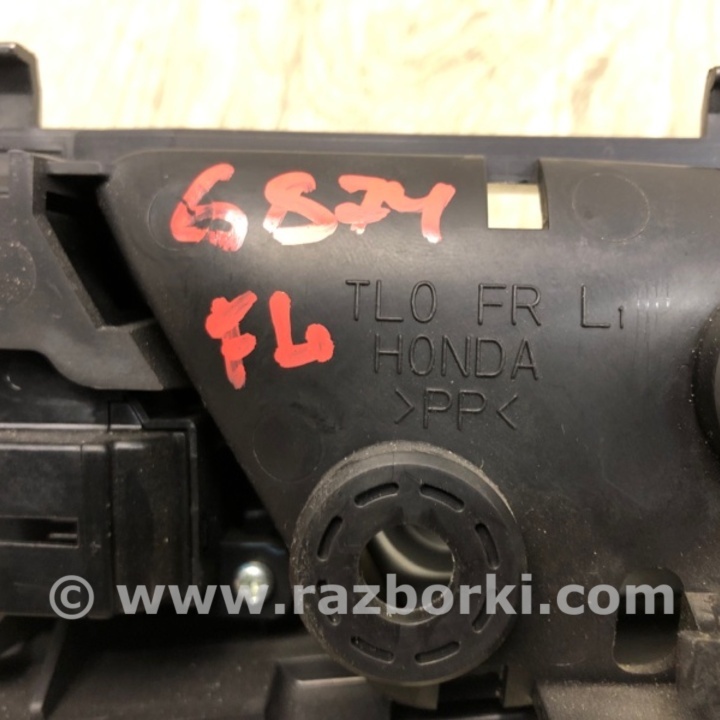 6874
FL
TL0 FR L1
HONDA
>PP<
© www.razborki.com